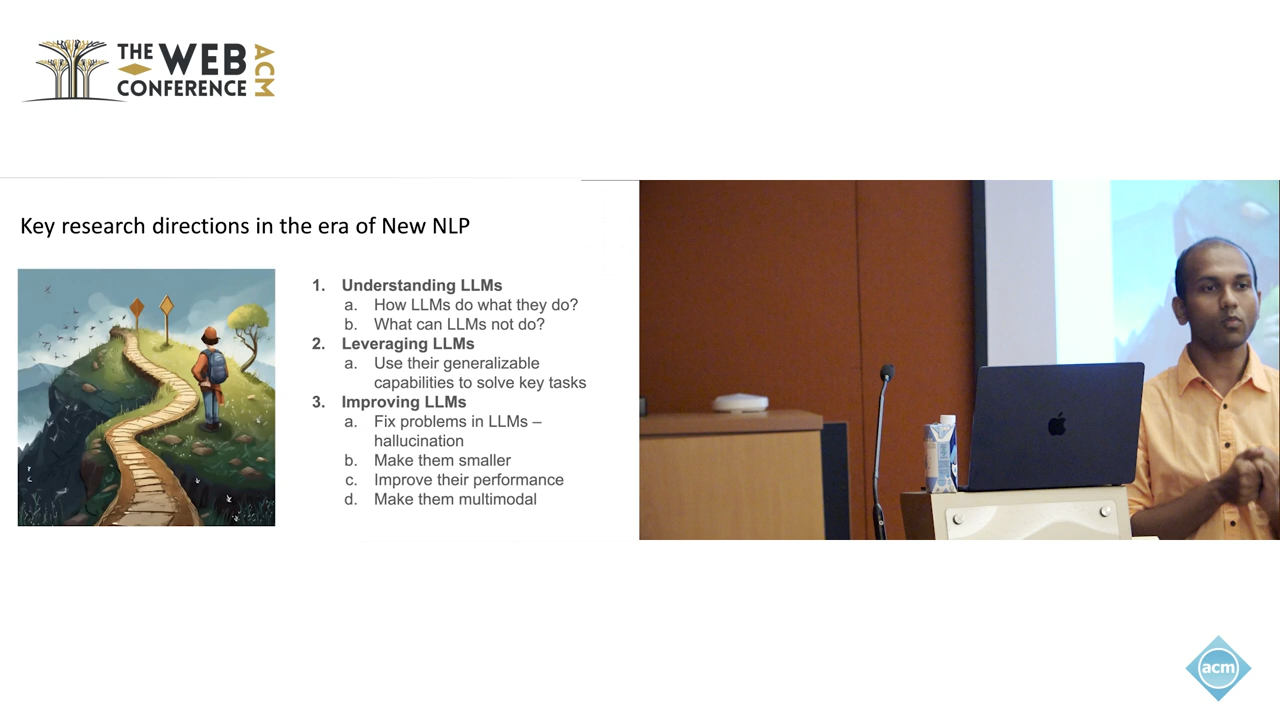 THE WEB
CONFERENCE
ACM
Key research directions in the era of New NLP
1. Understanding LLMs
a. How LLMs do what they do?
b. What can LLMs not do?
2. Leveraging LLMs
a. Use their generalizable
capabilities to solve key tasks
3. Improving LLMs
a. Fix problems in LLMs –
hallucination
b. Make them smaller
c. Improve their performance
d. Make them multimodal
acm